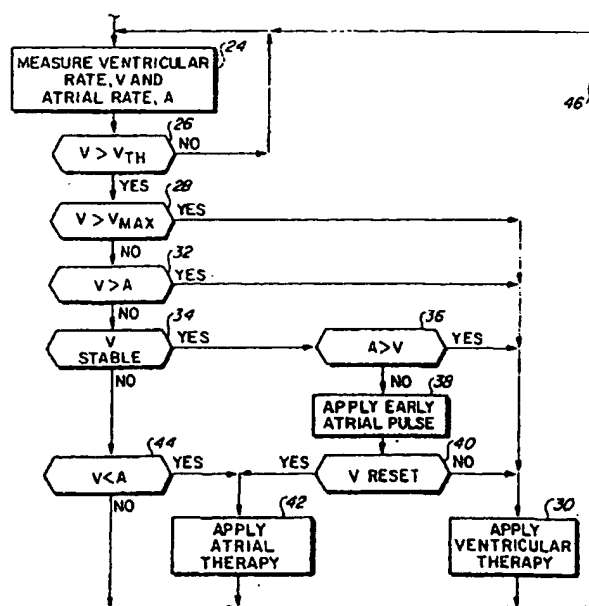 24
MEASURE VENTRICULAR
RATE, V AND
ATRIAL RATE, A
46
26
V > VTH
NO
YES
28
V > VMAX
YES
NO
32
V > A
YES
NO
34
V
STABLE
YES
NO
36
A>V
YES
NO
38
APPLY EARLY
ATRIAL PULSE
44
V<A
YES
NO
40
V RESET
YES
NO
42
APPLY
ATRIAL
THERAPY
30
APPLY
VENTRICULAR
THERAPY